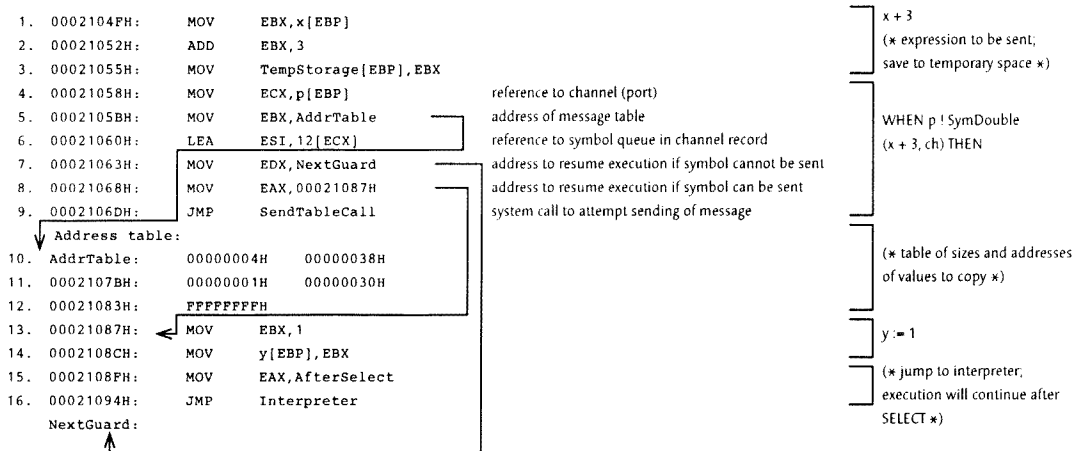 1. 0002104FH: MOV EBX,x[EBP] x + 3
2. 00021052H: ADD EBX,3 (* expression to be sent;
3. 00021055H: MOV TempStorage[EBP],EBX save to temporary space *)
4. 00021058H: MOV ECX,p[EBP] reference to channel (port)
5. 0002105BH: MOV EBX,AddrTable address of message table WHEN p ! SymDouble
6. 00021060H: LEA ESI,12[ECX] reference to symbol queue in channel record (x + 3, ch) THEN
7. 00021063H: MOV EDX,NextGuard address to resume execution if symbol cannot be sent
8. 00021068H: MOV EAX,00021087H address to resume execution if symbol can be sent
9. 0002106DH: JMP SendTableCall system call to attempt sending of message
Address table:
10. AddrTable: 00000004H 00000038H (* table of sizes and addresses
11. 0002107BH: 00000001H 00000030H of values to copy *)
12. 00021083H: FFFFFFFFH
13. 00021087H: MOV EBX,1 y := 1
14. 0002108CH: MOV y[EBP],EBX
15. 0002108FH: MOV EAX,AfterSelect (* jump to interpreter;
16. 00021094H: JMP Interpreter execution will continue after
NextGuard: SELECT *)